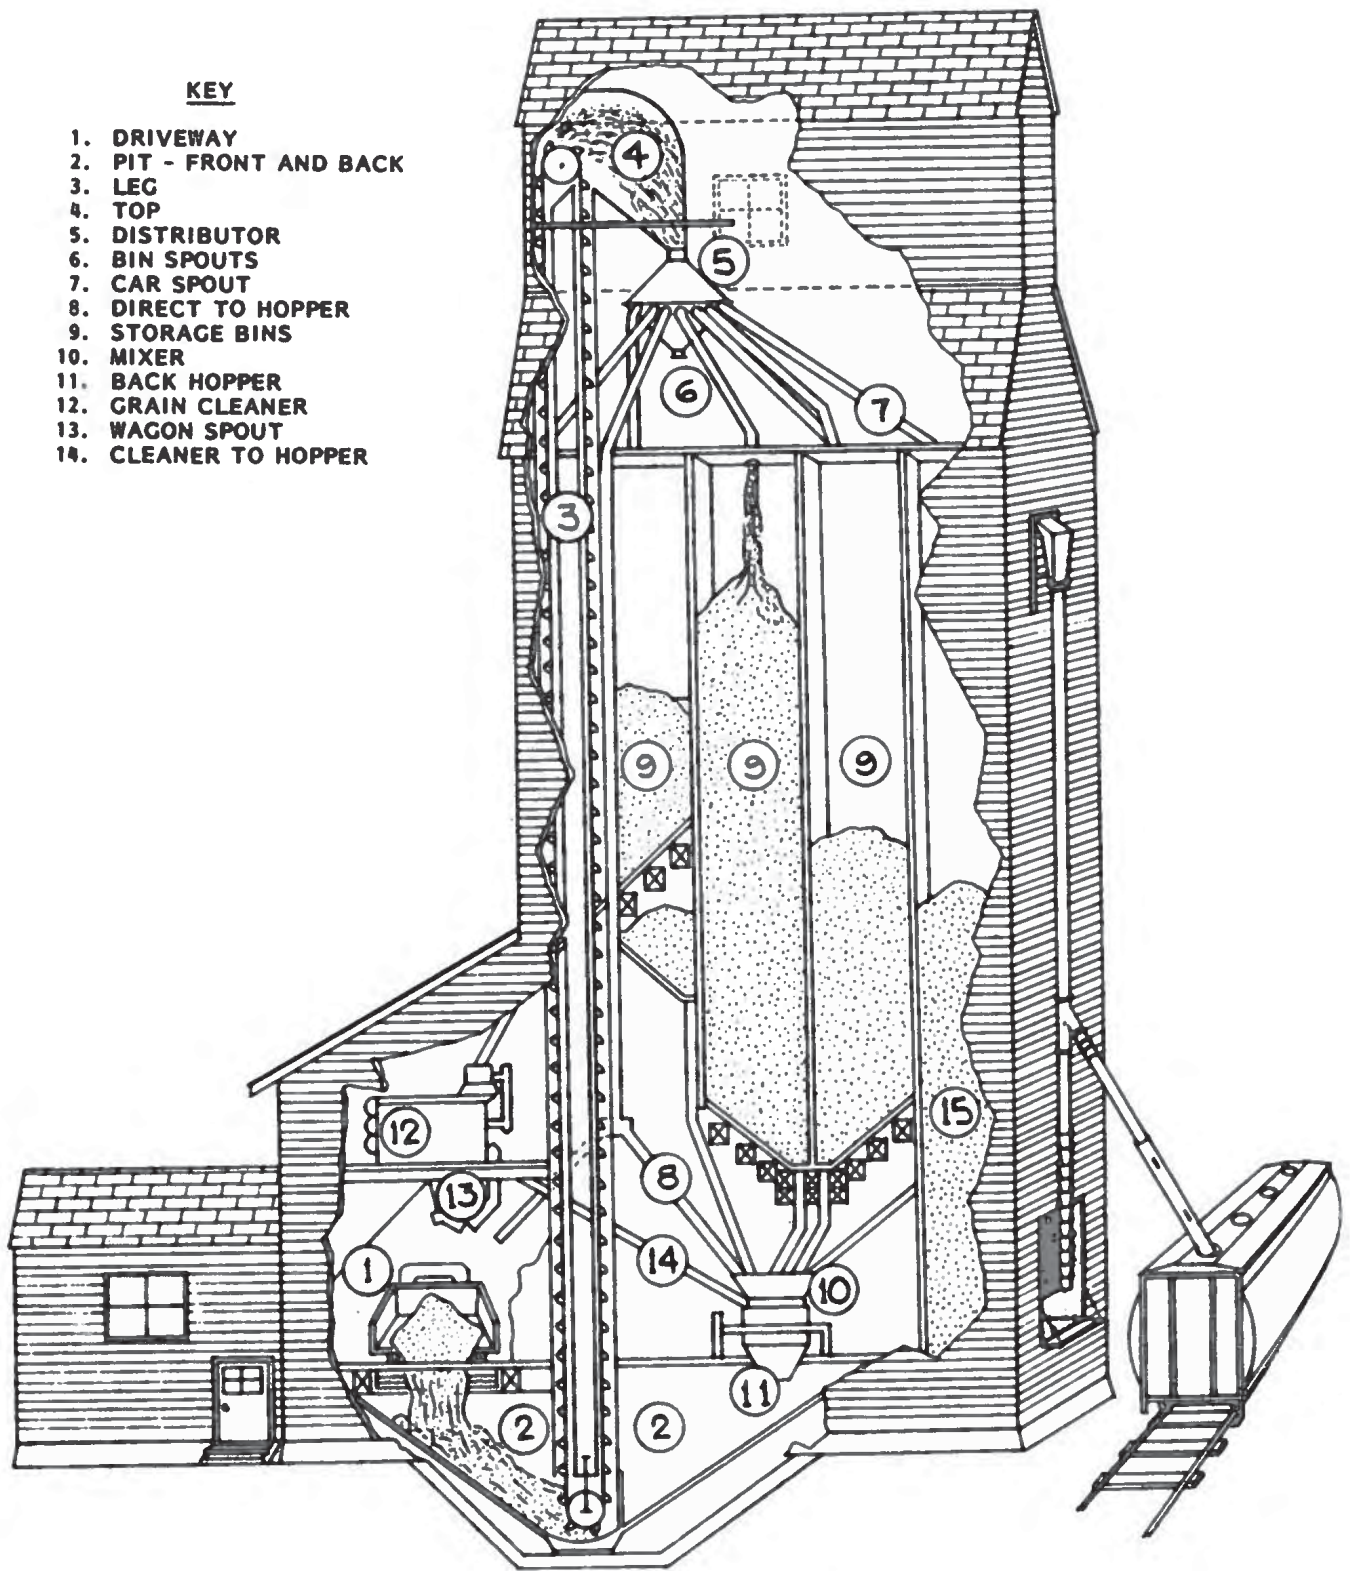 KEY
1. DRIVEWAY
2. PIT - FRONT AND BACK
3. LEG
4. TOP
5. DISTRIBUTOR
6. BIN SPOUTS
7. CAR SPOUT
8. DIRECT TO HOPPER
9. STORAGE BINS
10. MIXER
11. BACK HOPPER
12. GRAIN CLEANER
13. WAGON SPOUT
14. CLEANER TO HOPPER
4
5
6
7
3
9
9
9
15
12
8
13
14
1
10
11
2
2
1